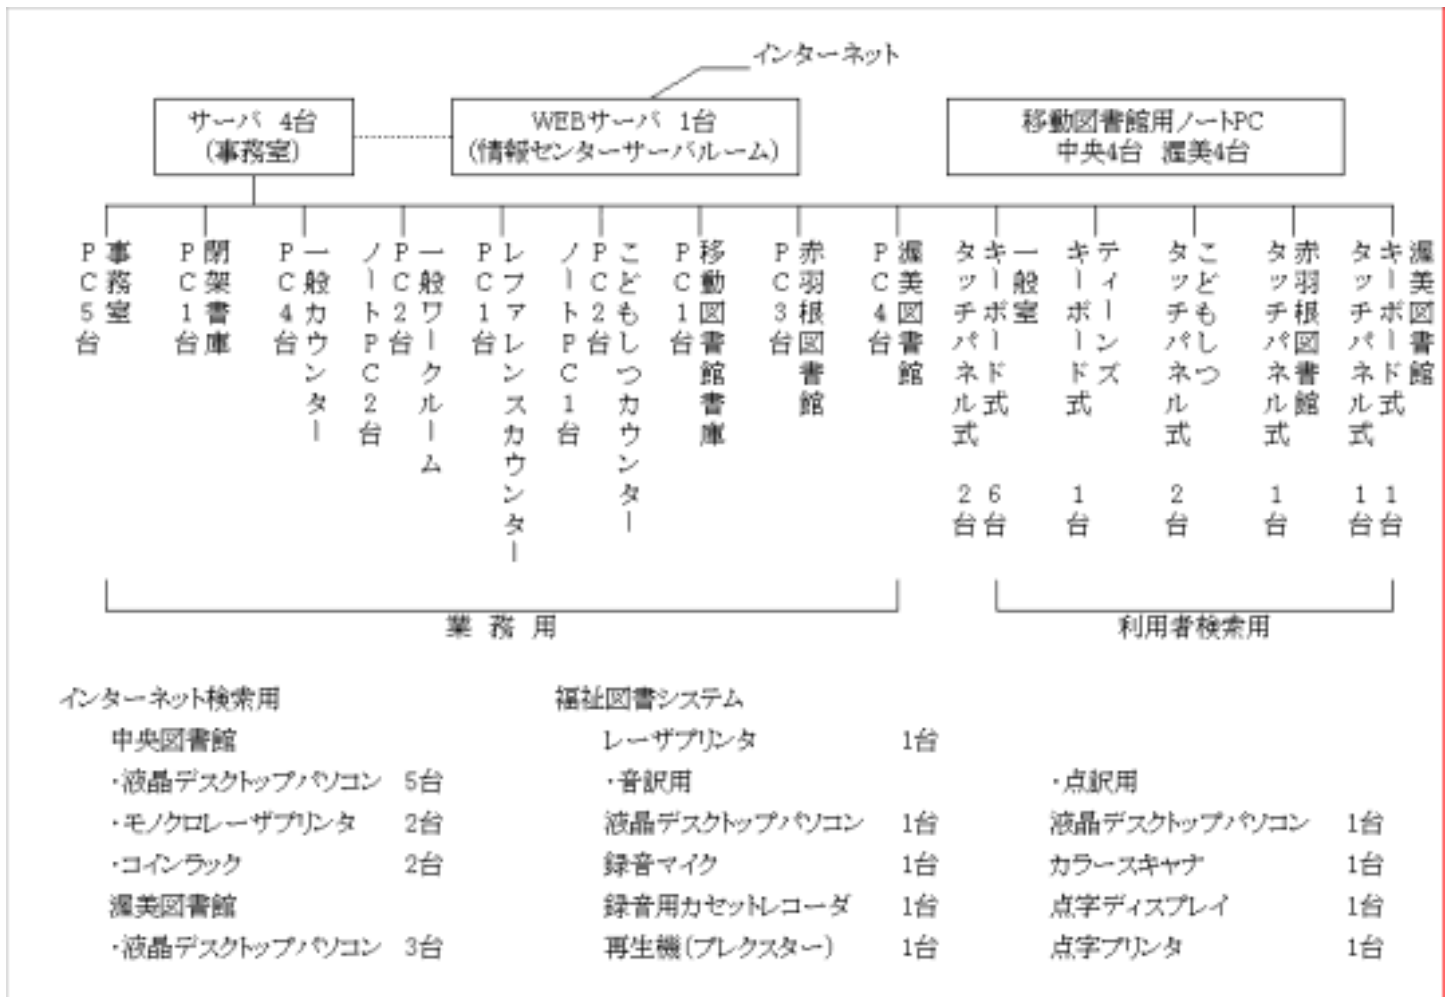 インターネット
サーバ 4台
(事務室)
WEBサーバ 1台
(情報センターサーバルーム)
移動図書館用ノートPC
中央4台 渥美4台
事務室
PC5台
閉架書庫
PC1台
一般カウンター
PC4台
一般ワークルーム
PC2台
ノートPC2台
レファレンスカウンター
PC1台
こどもしつカウンター
PC2台
ノートPC1台
移動図書館書庫
PC1台
赤羽根図書館
PC3台
渥美図書館
PC4台
一般室
キーボード式 6台
タッチパネル式 2台
ティーンズ
キーボード式 1台
こどもしつ
タッチパネル式 2台
赤羽根図書館
タッチパネル式 1台
渥美図書館
キーボード式 1台
タッチパネル式 1台
業務用
利用者検索用
インターネット検索用
中央図書館
・液晶デスクトップパソコン 5台
・モノクロレーザプリンタ 2台
・コインラック 2台
渥美図書館
・液晶デスクトップパソコン 3台
福祉図書システム
レーザプリンタ 1台
・音訳用
液晶デスクトップパソコン 1台
録音マイク 1台
録音用カセットレコーダ 1台
再生機(プレクスター) 1台
・点訳用
液晶デスクトップパソコン 1台
カラースキャナ 1台
点字ディスプレイ 1台
点字プリンタ 1台